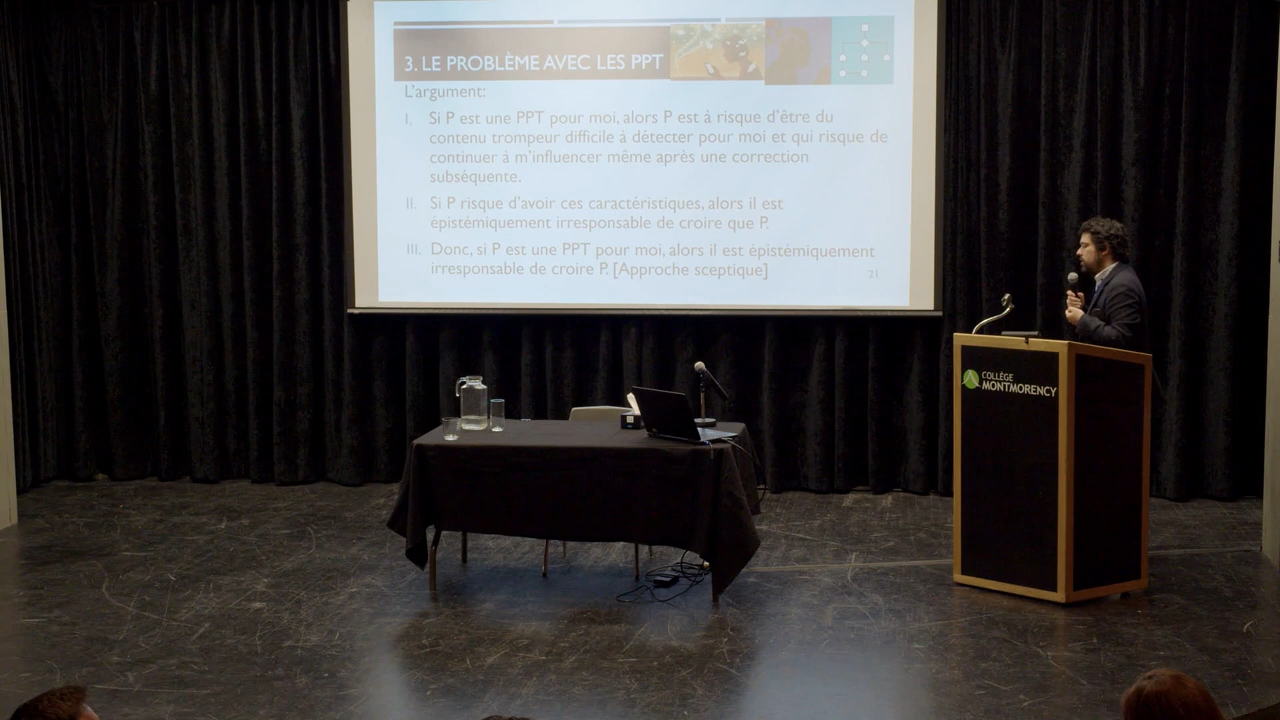 3. LE PROBLÈME AVEC LES PPT
L'argument:
I. Si P est une PPT pour moi, alors P est à risque d'être du
contenu trompeur difficile à détecter pour moi et qui risque de
continuer à m'influencer même après une correction
subséquente.
II. Si P risque d'avoir ces caractéristiques, alors il est
épistémiquement irresponsable de croire que P.
III. Donc, si P est une PPT pour moi, alors il est épistémiquement
irresponsable de croire P. [Approche sceptique]
21
COLLÈGE
MONTMORENCY